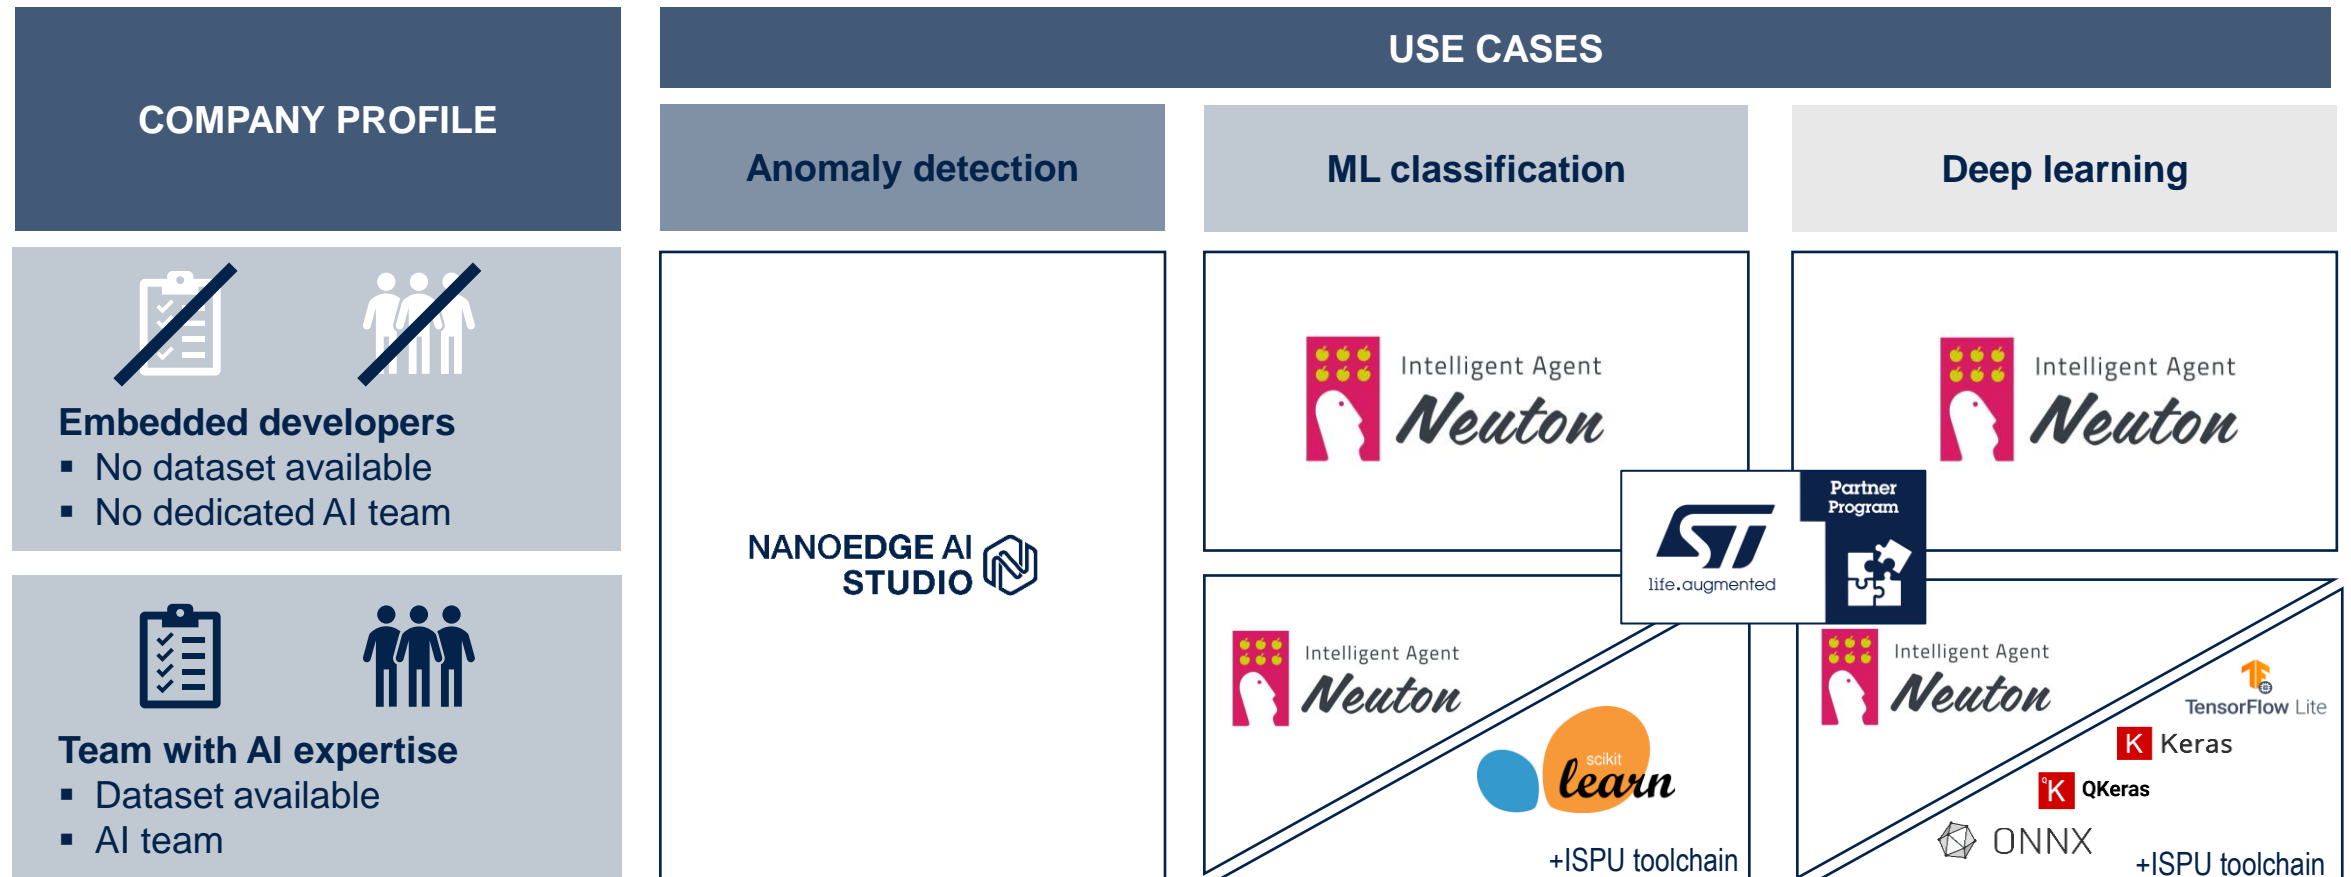 COMPANY PROFILE
USE CASES
Anomaly detection
ML classification
Deep learning
Embedded developers
▪ No dataset available
▪ No dedicated AI team
NANOEDGE AI
STUDIO
Intelligent Agent
Neuton
Intelligent Agent
Neuton
ST
life.augmented
Partner
Program
Team with AI expertise
▪ Dataset available
▪ AI team
Intelligent Agent
Neuton
scikit
learn
+ISPU toolchain
Intelligent Agent
Neuton
TensorFlow Lite
K Keras
QK QKeras
ONNX
+ISPU toolchain